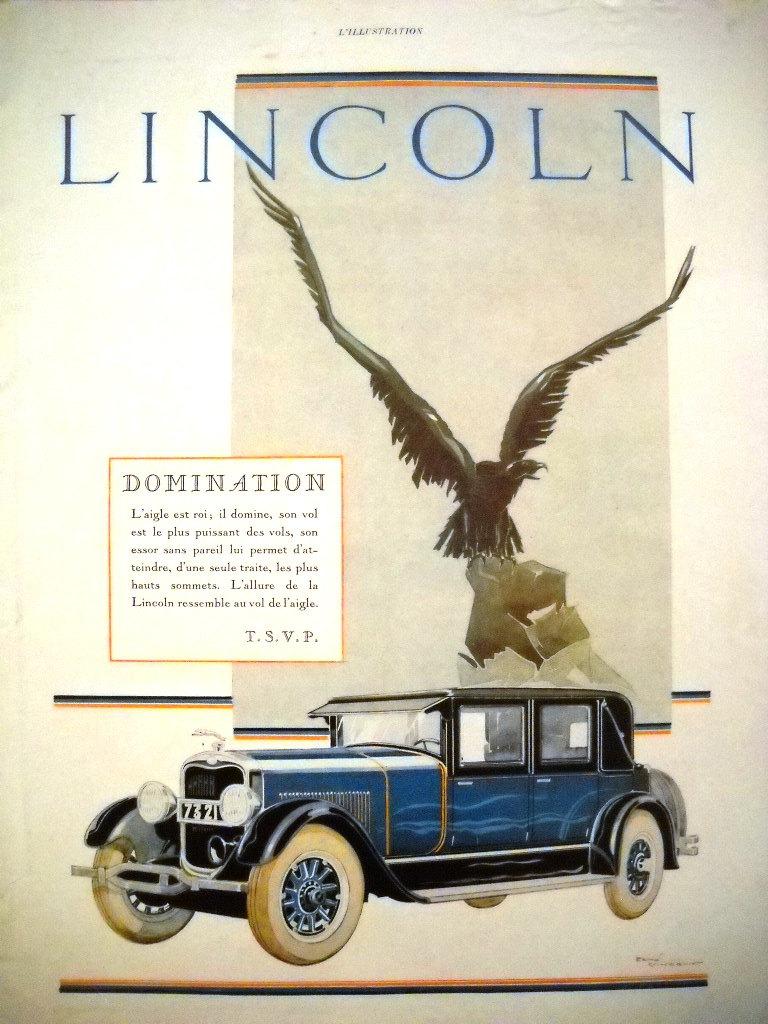 L'ILLUSTRATION
LINCOLN
DOMINATION
L'aigle est roi; il domine, son vol
est le plus puissant des vols, son
essor sans pareil lui permet d'at-
teindre, d'une seule traite, les plus
hauts sommets. L'allure de la
Lincoln ressemble au vol de l'aigle.
T.S.V.P.
7321